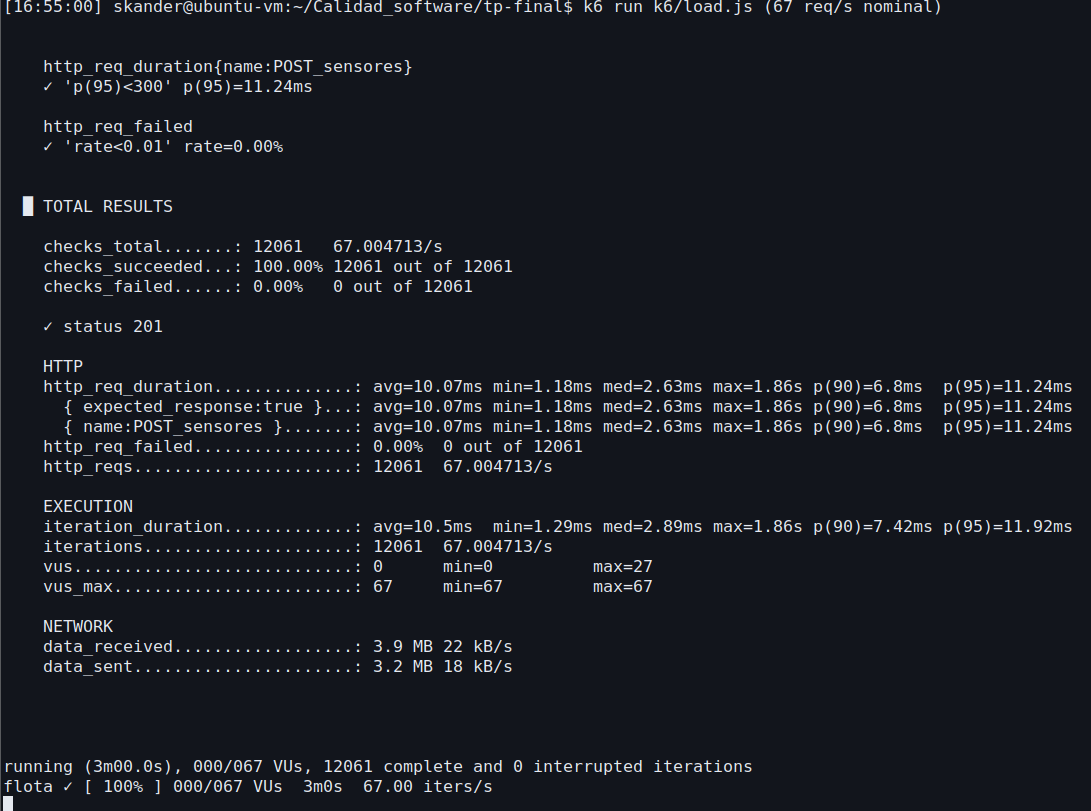 [16:55:00] skander@ubuntu-vm:~/Calidad_software/tp-final$ k6 run k6/load.js (67 req/s nominal)
http_req_duration{name:POST_sensores}
✓ 'p(95)<300' p(95)=11.24ms
http_req_failed
✓ 'rate<0.01' rate=0.00%
█ TOTAL RESULTS
checks_total.......: 12061   67.004713/s
checks_succeeded...: 100.00% 12061 out of 12061
checks_failed......: 0.00%   0 out of 12061
✓ status 201
HTTP
http_req_duration..............: avg=10.07ms min=1.18ms med=2.63ms max=1.86s p(90)=6.8ms  p(95)=11.24ms
{ expected_response:true }...: avg=10.07ms min=1.18ms med=2.63ms max=1.86s p(90)=6.8ms  p(95)=11.24ms
{ name:POST_sensores }.......: avg=10.07ms min=1.18ms med=2.63ms max=1.86s p(90)=6.8ms  p(95)=11.24ms
http_req_failed................: 0.00%  0 out of 12061
http_reqs......................: 12061  67.004713/s
EXECUTION
iteration_duration.............: avg=10.5ms  min=1.29ms med=2.89ms max=1.86s p(90)=7.42ms p(95)=11.92ms
iterations.....................: 12061  67.004713/s
vus............................: 0      min=0          max=27
vus_max........................: 67     min=67         max=67
NETWORK
data_received..................: 3.9 MB 22 kB/s
data_sent......................: 3.2 MB 18 kB/s
running (3m00.0s), 000/067 VUs, 12061 complete and 0 interrupted iterations
flota ✓ [ 100% ] 000/067 VUs  3m0s  67.00 iters/s